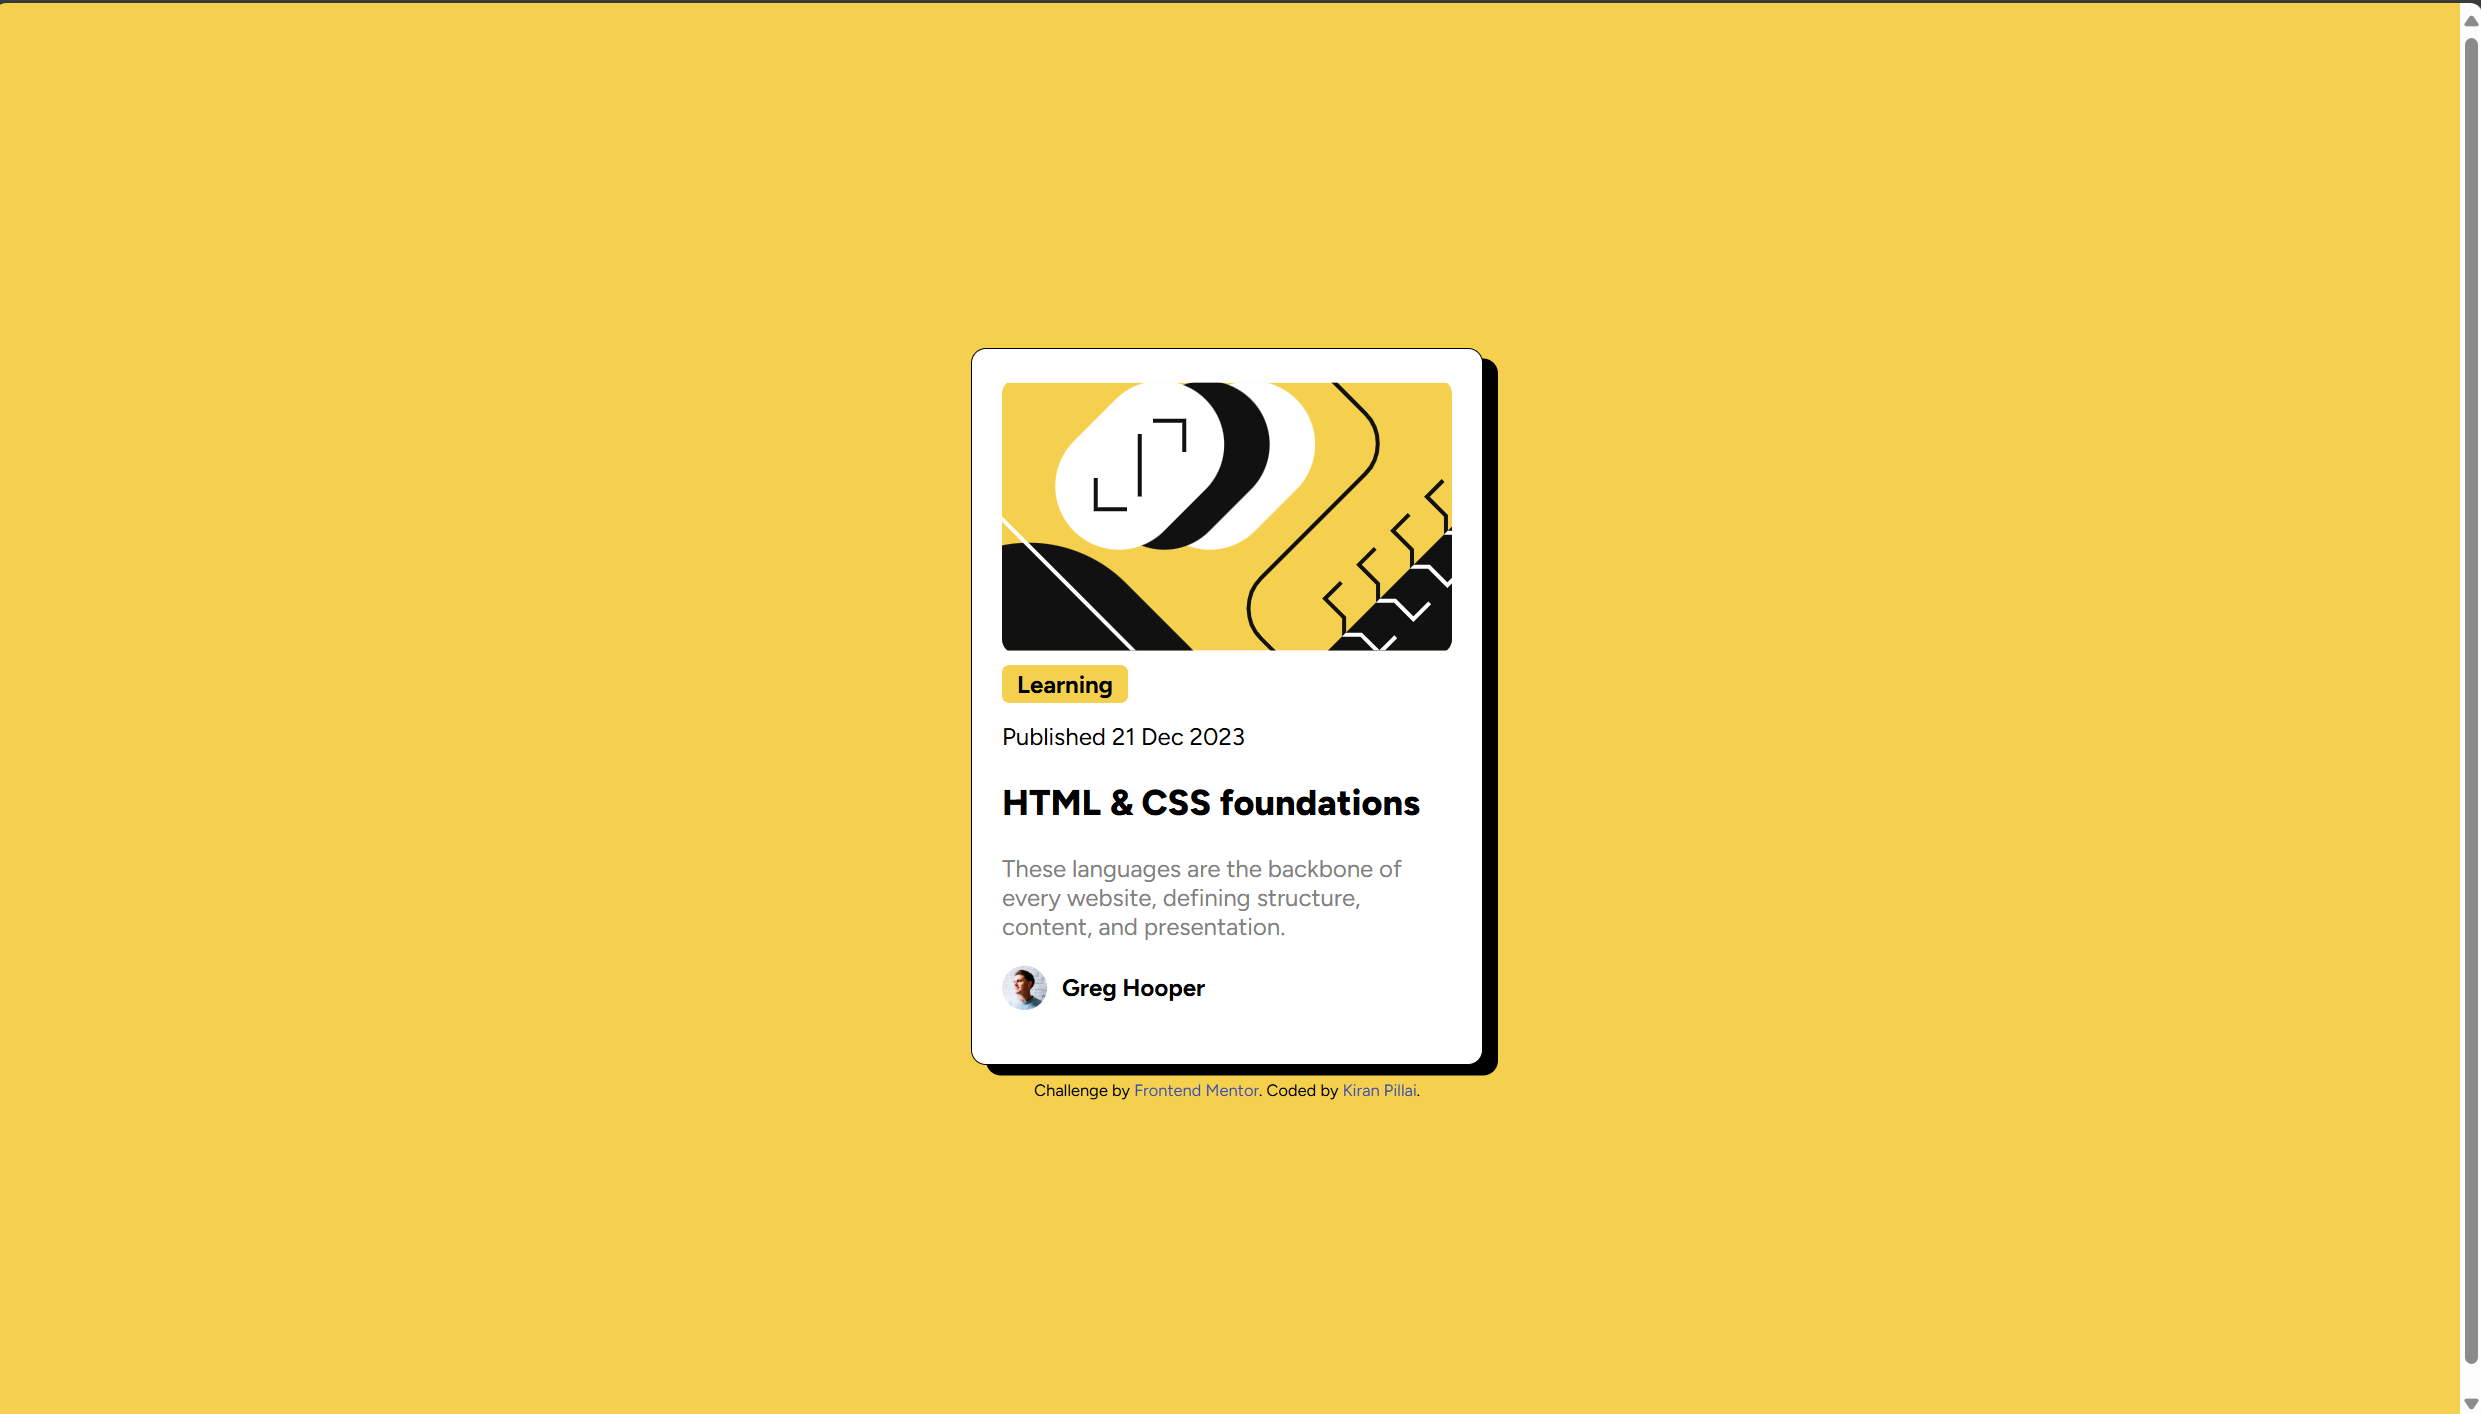 Learning
Published 21 Dec 2023
HTML & CSS foundations
These languages are the backbone of
every website, defining structure,
content, and presentation.
Greg Hooper
Challenge by Frontend Mentor. Coded by Kiran Pillai.